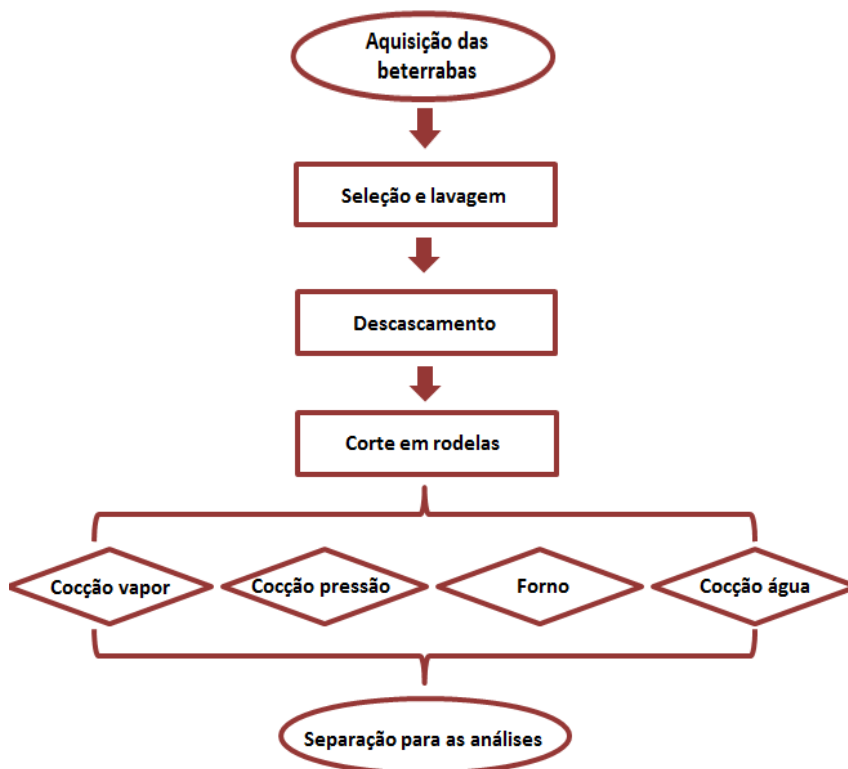 Aquisição das
beterrabas
Seleção e lavagem
Descascamento
Corte em rodelas
Cocção vapor
Cocção pressão
Forno
Cocção água
Separação para as análises